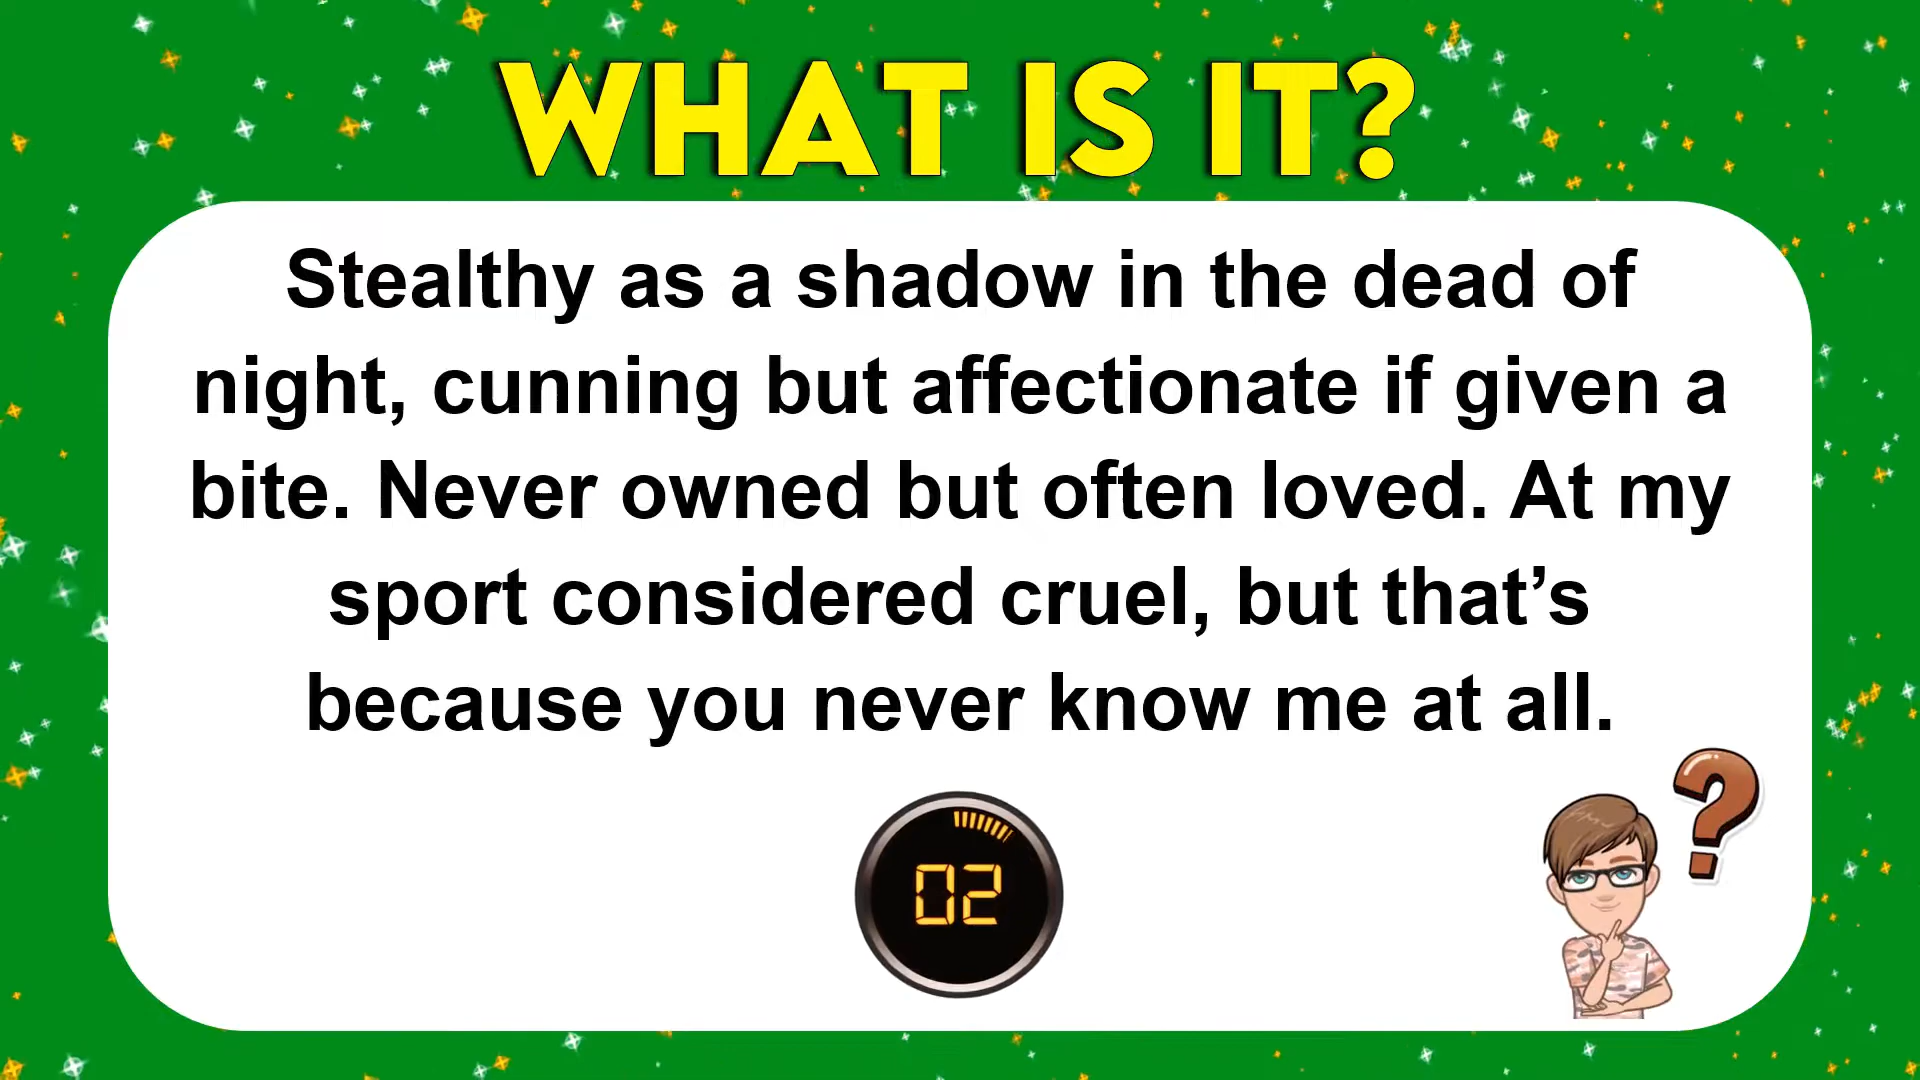 WHAT IS IT?
Stealthy as a shadow in the dead of
night, cunning but affectionate if given a
bite. Never owned but often loved. At my
sport considered cruel, but that’s
because you never know me at all.
02